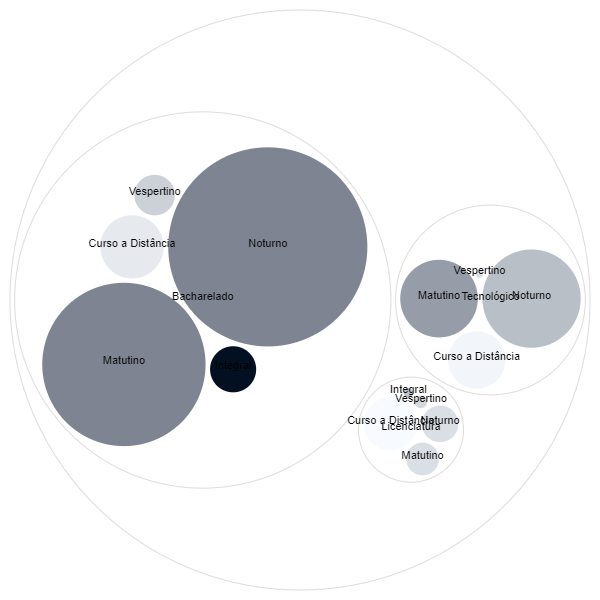 Vespertino
Curso a Distância
Noturno
Bacharelado
Matutino
Integral
Vespertino
Matutino
Tecnológico
Noturno
Curso a Distância
Integral
Vespertino
Curso a Distância
Noturno
Licenciatura
Matutino